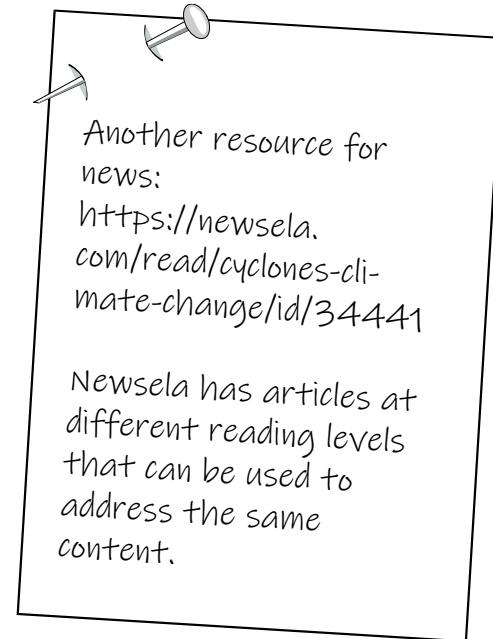 Another resource for
news:
https://newsela.
com/read/cyclones-cli-
mate-change/id/34441
Newsela has articles at
different reading levels
that can be used to
address the same
content.